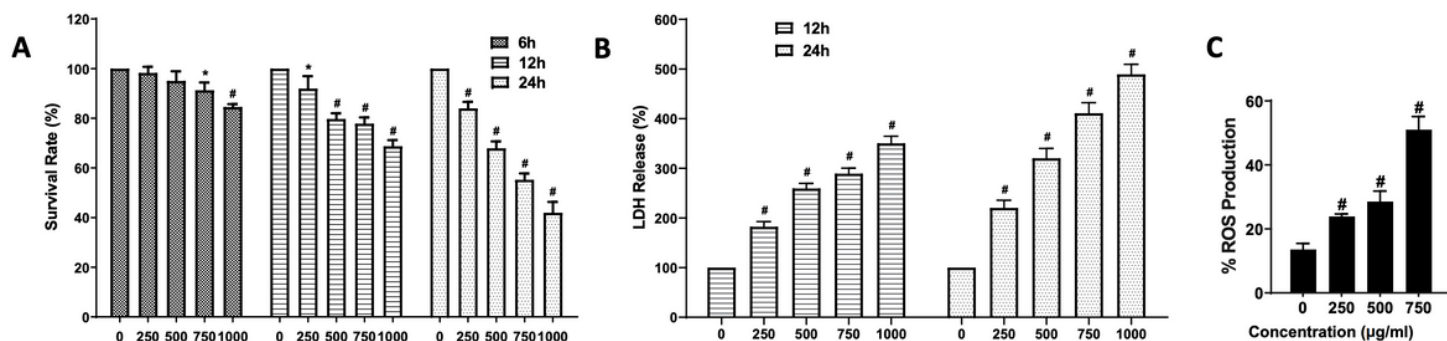 A
Survival Rate (%)
120
100
80
60
40
20
0
6h
12h
24h
*
#
*
#
#
#
#
#
#
#
0 250 500 750 1000
0 250 500 750 1000
0 250 500 750 1000
B
LDH Release (%)
600
500
400
300
200
100
0
12h
24h
#
#
#
#
#
#
#
#
0 250 500 750 1000
0 250 500 750 1000
C
% ROS Production
60
40
20
0
#
#
#
0 250 500 750
Concentration (µg/ml)